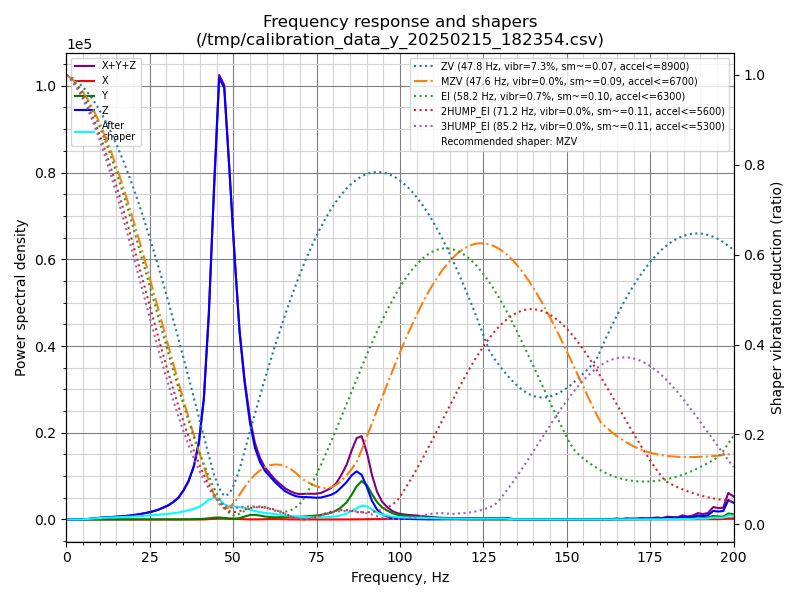 Frequency response and shapers
(/tmp/calibration_data_y_20250215_182354.csv)
1e5
X+Y+Z
X
Y
Z
After
shaper
ZV (47.8 Hz, vibr=7.3%, sm~=0.07, accel<=8900)
MZV (47.6 Hz, vibr=0.0%, sm~=0.09, accel<=6700)
EI (58.2 Hz, vibr=0.7%, sm~=0.10, accel<=6300)
2HUMP_EI (71.2 Hz, vibr=0.0%, sm~=0.11, accel<=5600)
3HUMP_EI (85.2 Hz, vibr=0.0%, sm~=0.11, accel<=5300)
Recommended shaper: MZV
Power spectral density
1.0
0.8
0.6
0.4
0.2
0.0
1.0
0.8
0.6
0.4
0.2
0.0
Shaper vibration reduction (ratio)
0 25 50 75 100 125 150 175 200
Frequency, Hz